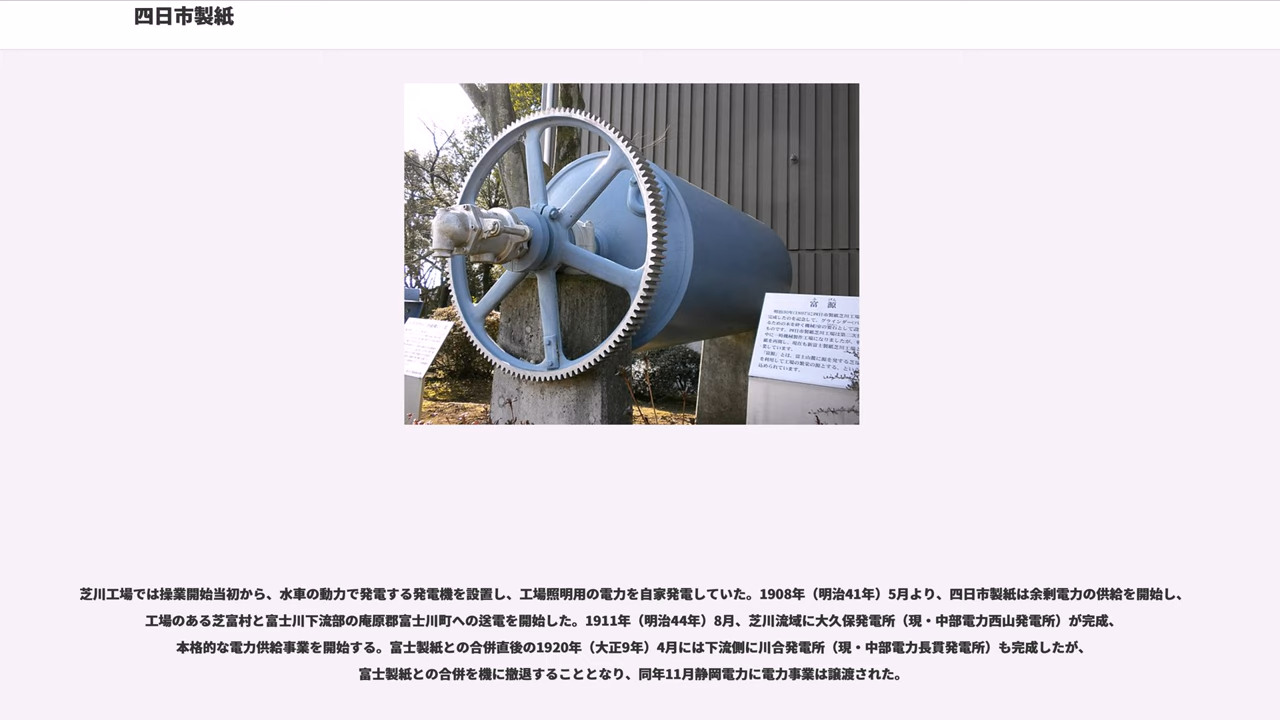 四日市製紙
富源
芝川工場では操業開始当初から、水車の動力で発電する発電機を設置し、工場照明用の電力を自家発電していた。1908年（明治41年）5月より、四日市製紙は余剰電力の供給を開始し、
工場のある芝富村と富士川下流部の庵原郡富士川町への送電を開始した。1911年（明治44年）8月、芝川流域に大久保発電所（現・中部電力西山発電所）が完成、
本格的な電力供給事業を開始する。富士製紙との合併直後の1920年（大正9年）4月には下流側に川合発電所（現・中部電力長貫発電所）も完成したが、
富士製紙との合併を機に撤退することとなり、同年11月静岡電力に電力事業は譲渡された。